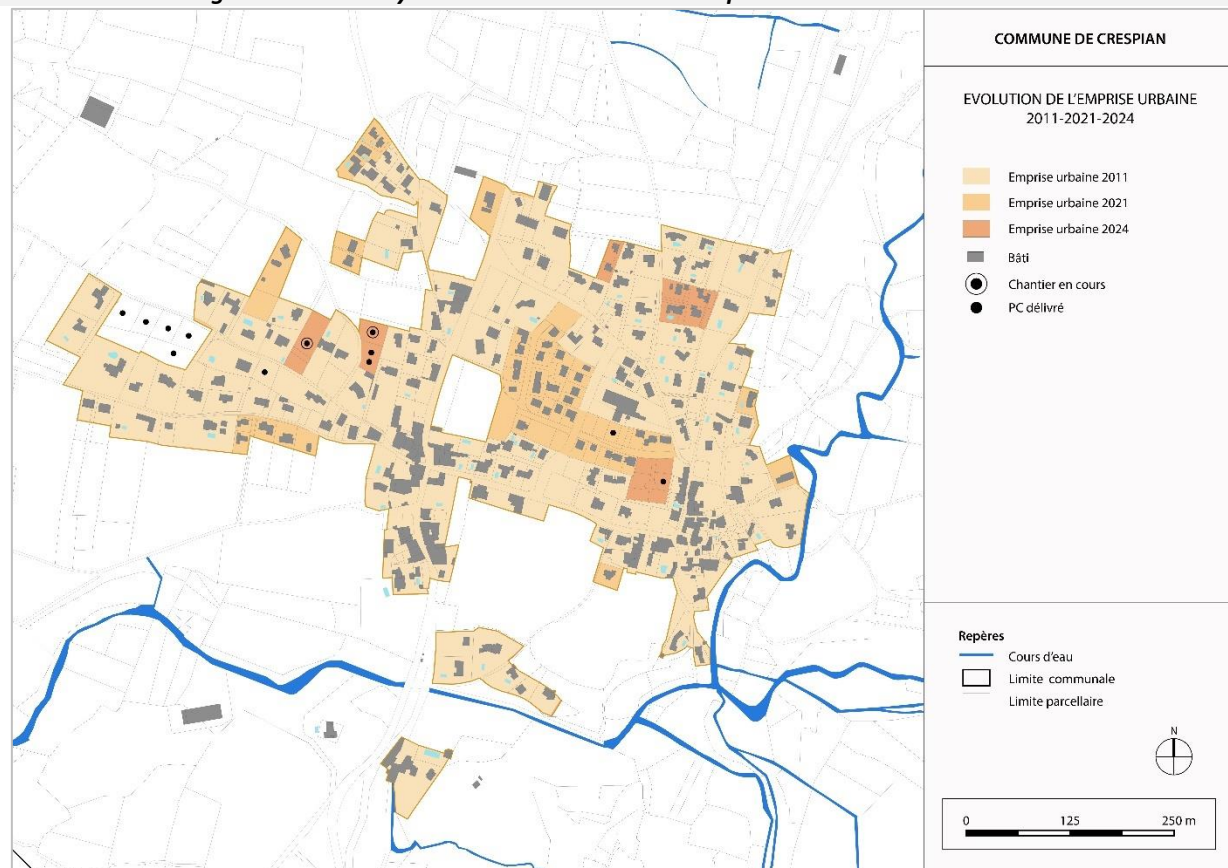 COMMUNE DE CRESPIAN
EVOLUTION DE L'EMPRISE URBAINE
2011-2021-2024
Emprise urbaine 2011
Emprise urbaine 2021
Emprise urbaine 2024
Bâti
Chantier en cours
PC délivré
Repères
Cours d'eau
Limite communale
Limite parcellaire
N
0 125 250 m